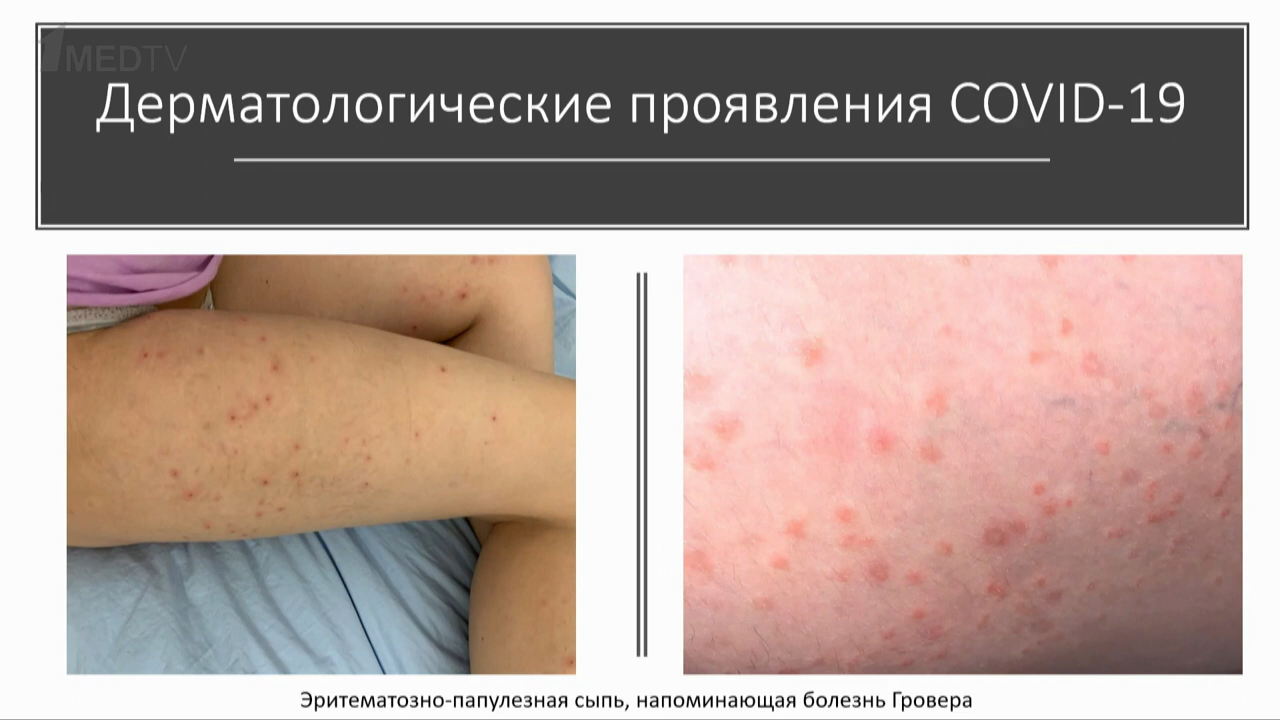 1MEDTV
Дерматологические проявления COVID-19
Эритематозно-папулезная сыпь, напоминающая болезнь Гровера